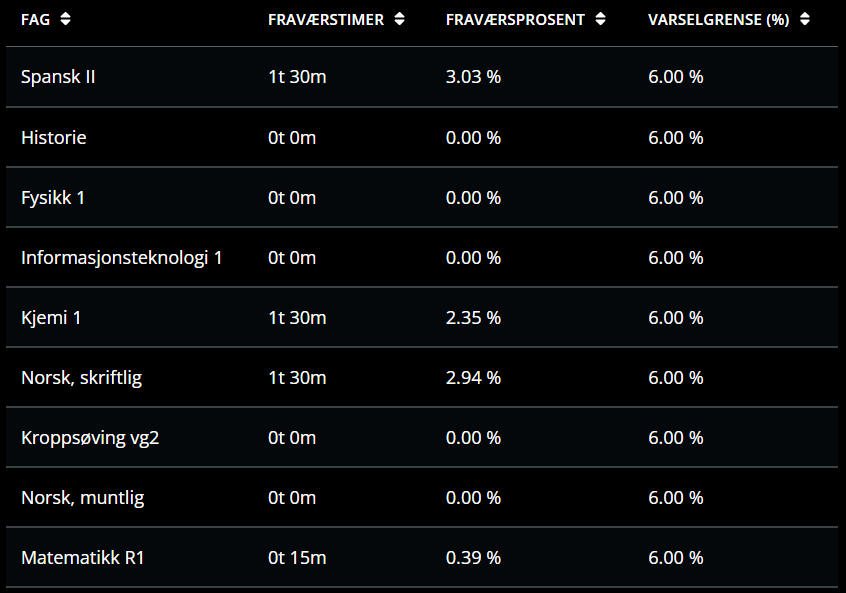 FAG FRAVÆRSTIMER FRAVÆRSPROSENT VARSELGRENSE (%)
Spansk II 1t 30m 3.03 % 6.00 %
Historie 0t 0m 0.00 % 6.00 %
Fysikk 1 0t 0m 0.00 % 6.00 %
Informasjonsteknologi 1 0t 0m 0.00 % 6.00 %
Kjemi 1 1t 30m 2.35 % 6.00 %
Norsk, skriftlig 1t 30m 2.94 % 6.00 %
Kroppsøving vg2 0t 0m 0.00 % 6.00 %
Norsk, muntlig 0t 0m 0.00 % 6.00 %
Matematikk R1 0t 15m 0.39 % 6.00 %